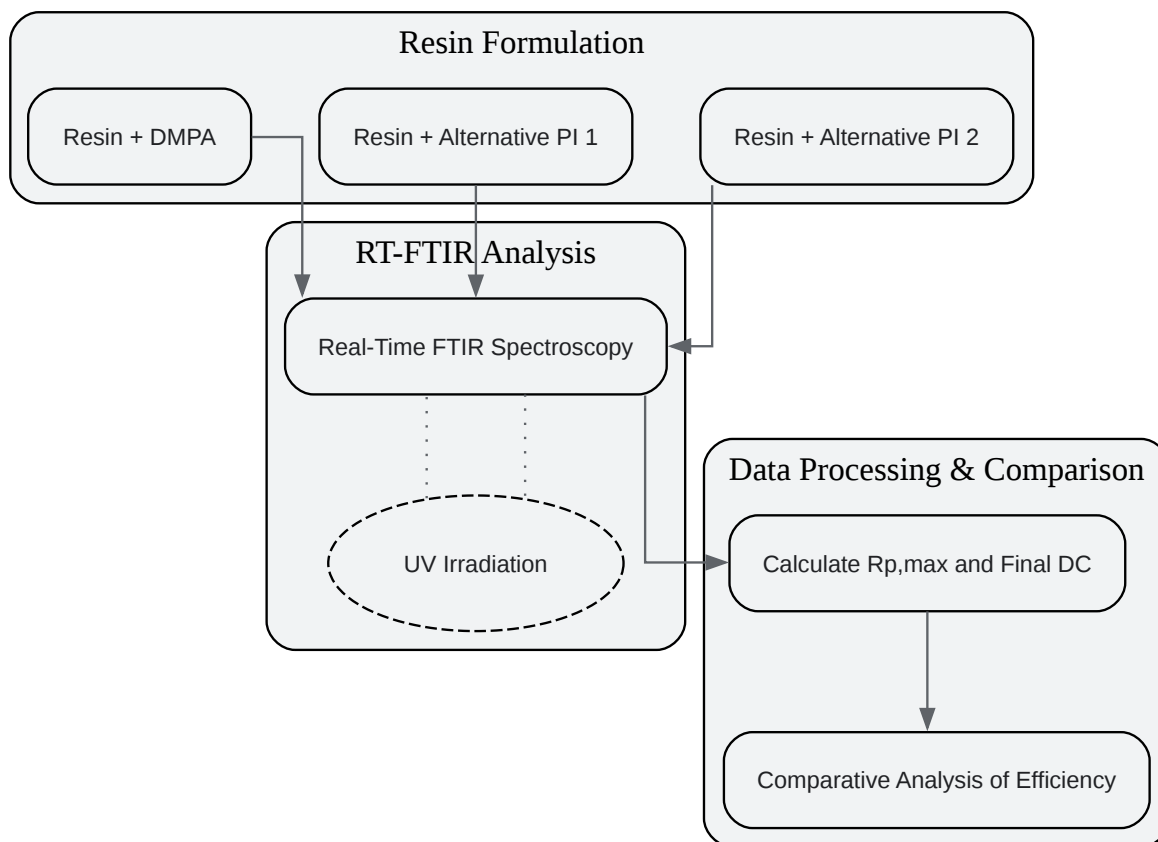 Resin Formulation
Resin + DMPA
Resin + Alternative PI 1
Resin + Alternative PI 2
RT-FTIR Analysis
Real-Time FTIR Spectroscopy
UV Irradiation
Data Processing & Comparison
Calculate Rp,max and Final DC
Comparative Analysis of Efficiency